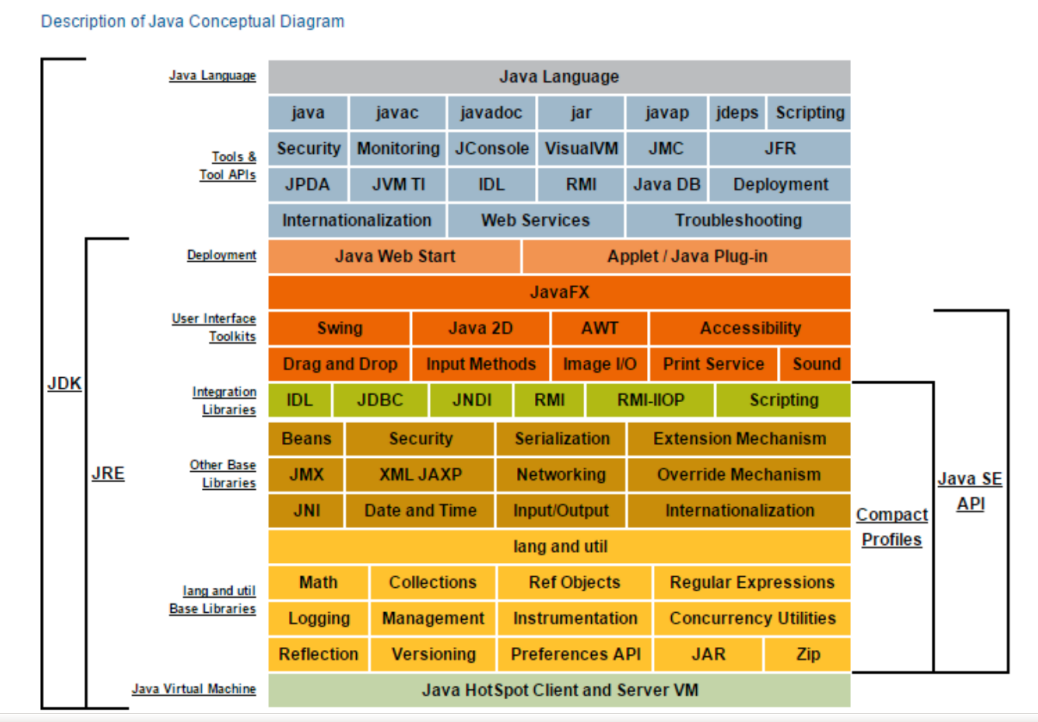 Description of Java Conceptual Diagram
Java Language
Java Language
java javac javadoc jar javap jdeps Scripting
Tools &
Tool APIs
Security Monitoring JConsole VisualVM JMC JFR
JPDA JVM TI IDL RMI Java DB Deployment
Internationalization Web Services Troubleshooting
Deployment
Java Web Start Applet / Java Plug-in
JavaFX
User Interface
Toolkits
Swing Java 2D AWT Accessibility
Drag and Drop Input Methods Image I/O Print Service Sound
JDK
Integration
Libraries
IDL JDBC JNDI RMI RMI-IIOP Scripting
JRE
Other Base
Libraries
Beans Security Serialization Extension Mechanism
JMX XML JAXP Networking Override Mechanism
JNI Date and Time Input/Output Internationalization
Java SE
API
Compact
Profiles
lang and util
lang and util
Base Libraries
Math Collections Ref Objects Regular Expressions
Logging Management Instrumentation Concurrency Utilities
Reflection Versioning Preferences API JAR Zip
Java Virtual Machine
Java HotSpot Client and Server VM